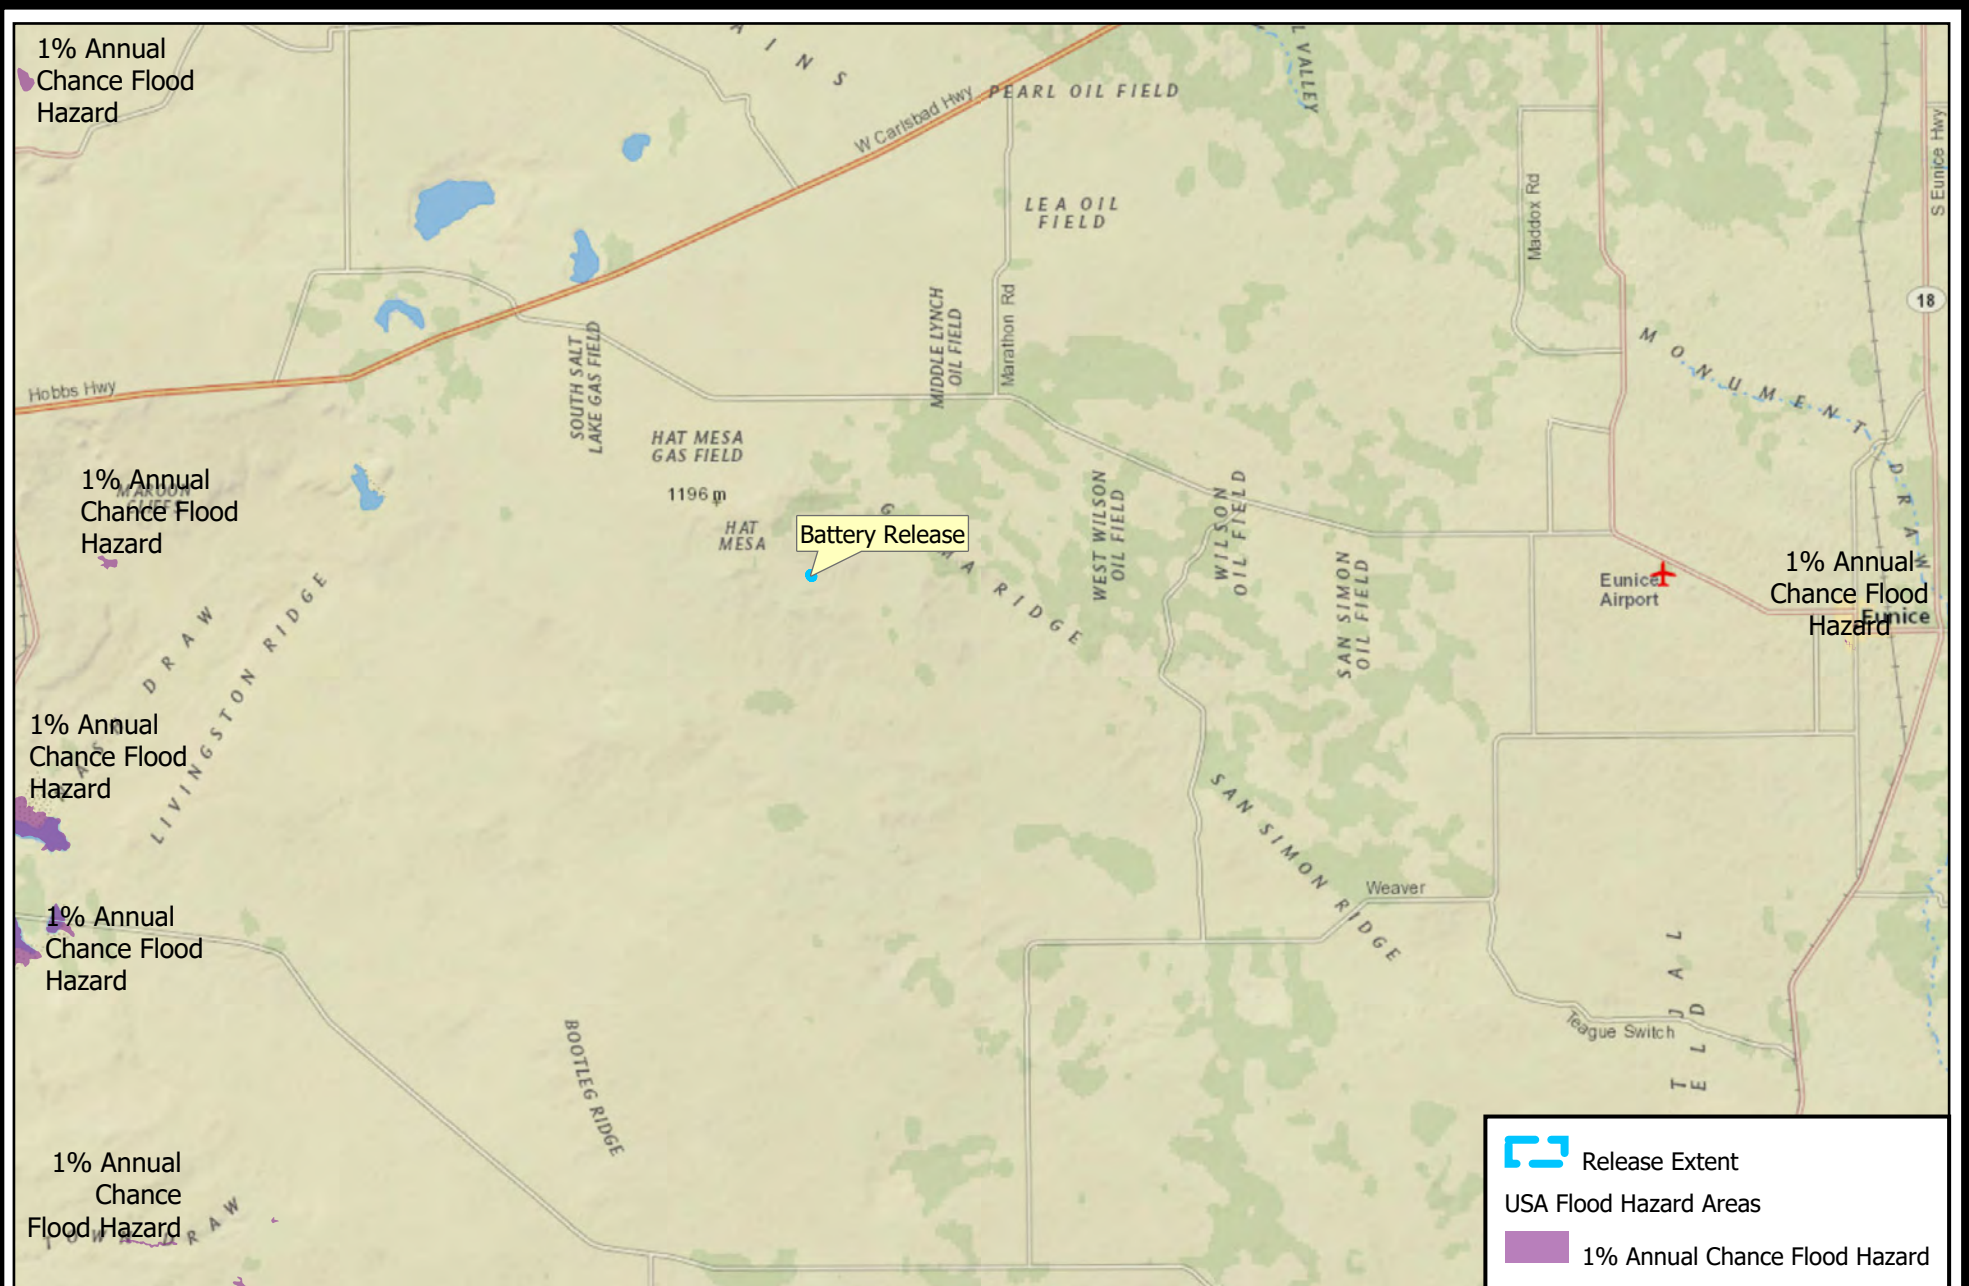 1% Annual
Chance Flood
Hazard
A I N S
L VALLEY
PEARL OIL FIELD
W Carlsbad Hwy
S Eunice Hwy
Maddox Rd
LEA OIL
FIELD
18
MIDDLE LYNCH
OIL FIELD
Marathon Rd
SOUTH SALT
LAKE GAS FIELD
MONUMENT DRAW
Hobbs Hwy
HAT MESA
GAS FIELD
1196 m
HAT
MESA
1% Annual
Chance Flood
Hazard
MAROON
CLIFFS
Battery Release
WEST WILSON
OIL FIELD
WILSON
OIL FIELD
SAN SIMON
OIL FIELD
RIDGE
Eunice
Airport
1% Annual
Chance Flood
Hazard
Eunice
DRAW
LIVINGSTON RIDGE
1% Annual
Chance Flood
Hazard
SAN SIMON RIDGE
Weaver
1% Annual
Chance Flood
Hazard
JAL
Teague Switch
BOOTLEG RIDGE
1% Annual
Chance
Flood Hazard
DRAW
Release Extent
USA Flood Hazard Areas
1% Annual Chance Flood Hazard